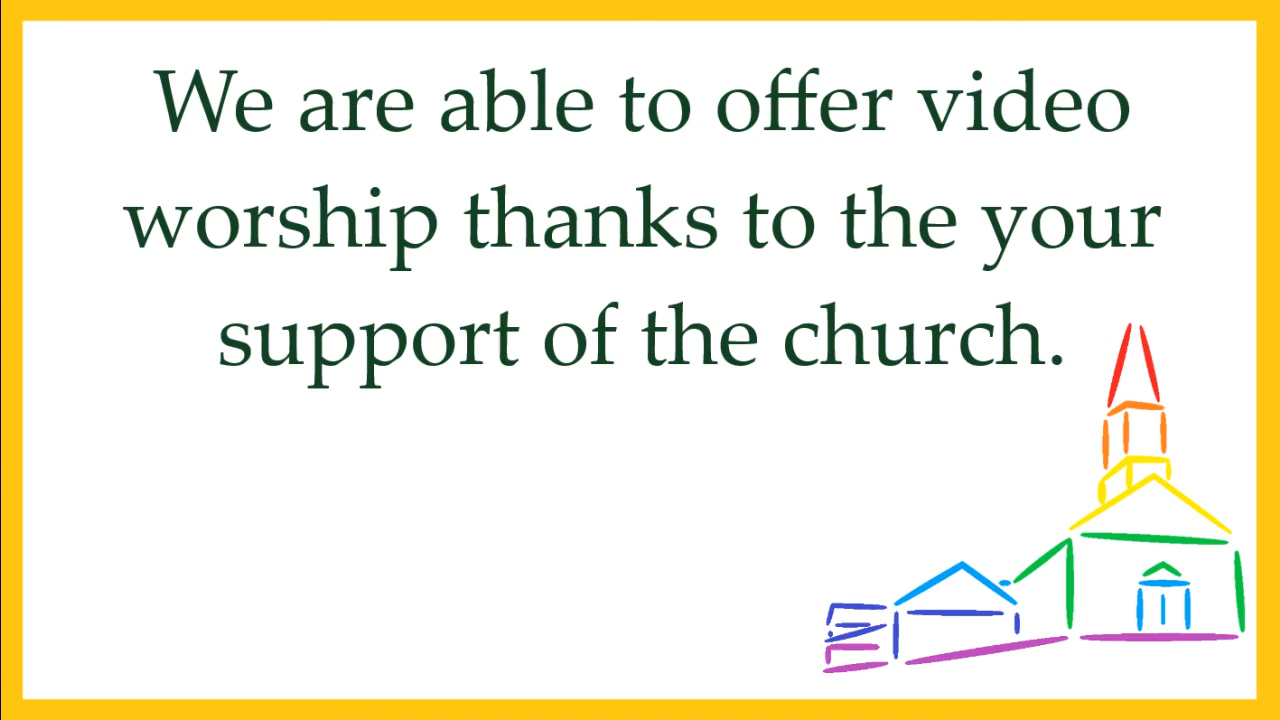 We are able to offer video
worship thanks to the your
support of the church.